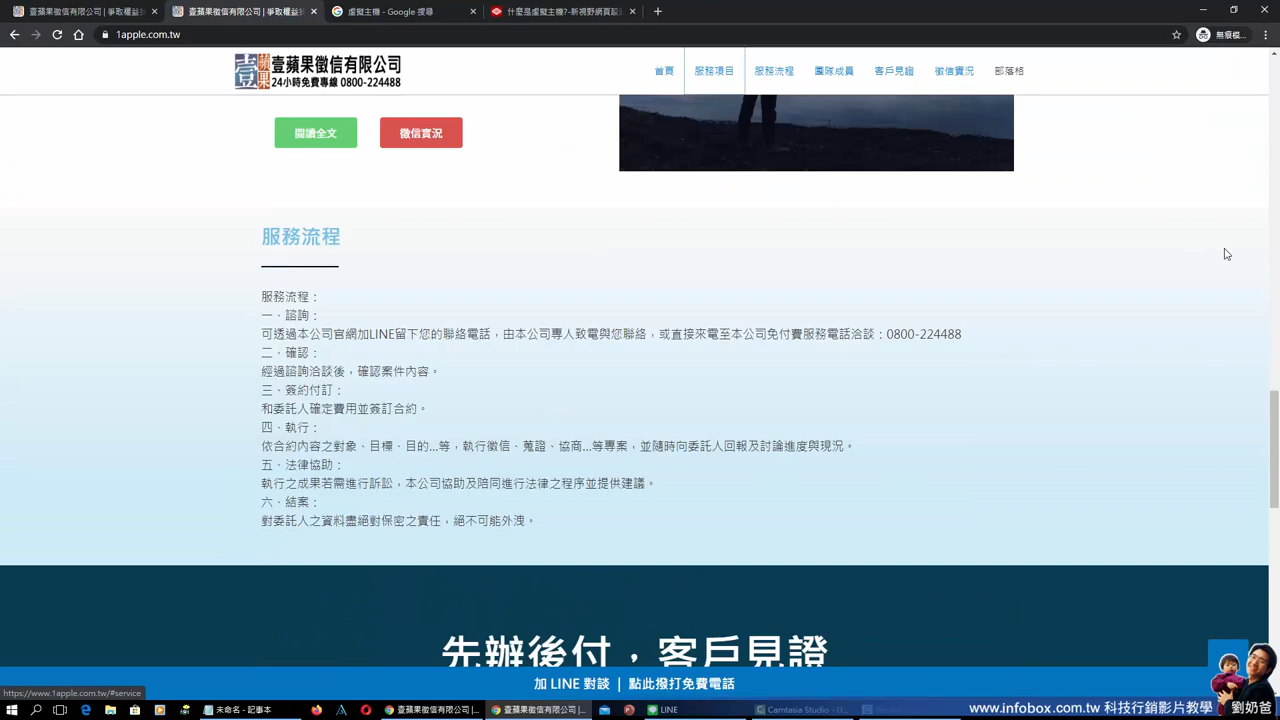 壹蘋果徵信有限公司 | 爭取權益
壹蘋果徵信有限公司 | 爭取權益
虛擬主機 - Google 搜尋
什麼是虛擬主機?-新視野網頁設
1apple.com.tw
無痕模...
壹蘋果
壹蘋果徵信有限公司
24小時免費專線 0800-224488
首頁 服務項目 服務流程 團隊成員 客戶見證 徵信實況 部落格
閱讀全文 徵信實況
服務流程
服務流程：
一、諮詢：
可透過本公司官網加LINE留下您的聯絡電話，由本公司專人致電與您聯絡，或直接來電至本公司免付費服務電話洽談：0800-224488
二、確認：
經過諮詢洽談後，確認案件內容。
三、簽約付訂：
和委託人確定費用並簽訂合約。
四、執行：
依合約內容之對象、目標、目的...等，執行徵信、蒐證、協商...等專案，並隨時向委託人回報及討論進度與現況。
五、法律協助：
執行之成果若需進行訴訟，本公司協助及陪同進行法律之程序並提供建議。
六、結案：
對委託人之資料盡絕對保密之責任，絕不可能外洩。
先辦後付，客戶見證
加 LINE 對談 | 點此撥打免費電話
https://www.1apple.com.tw/#service
未命名 - 記事本
壹蘋果徵信有限公司 |...
壹蘋果徵信有限公司 |...
LINE
Camtasia Studio - U...
www.infobox.com.tw 科技行銷影片教學